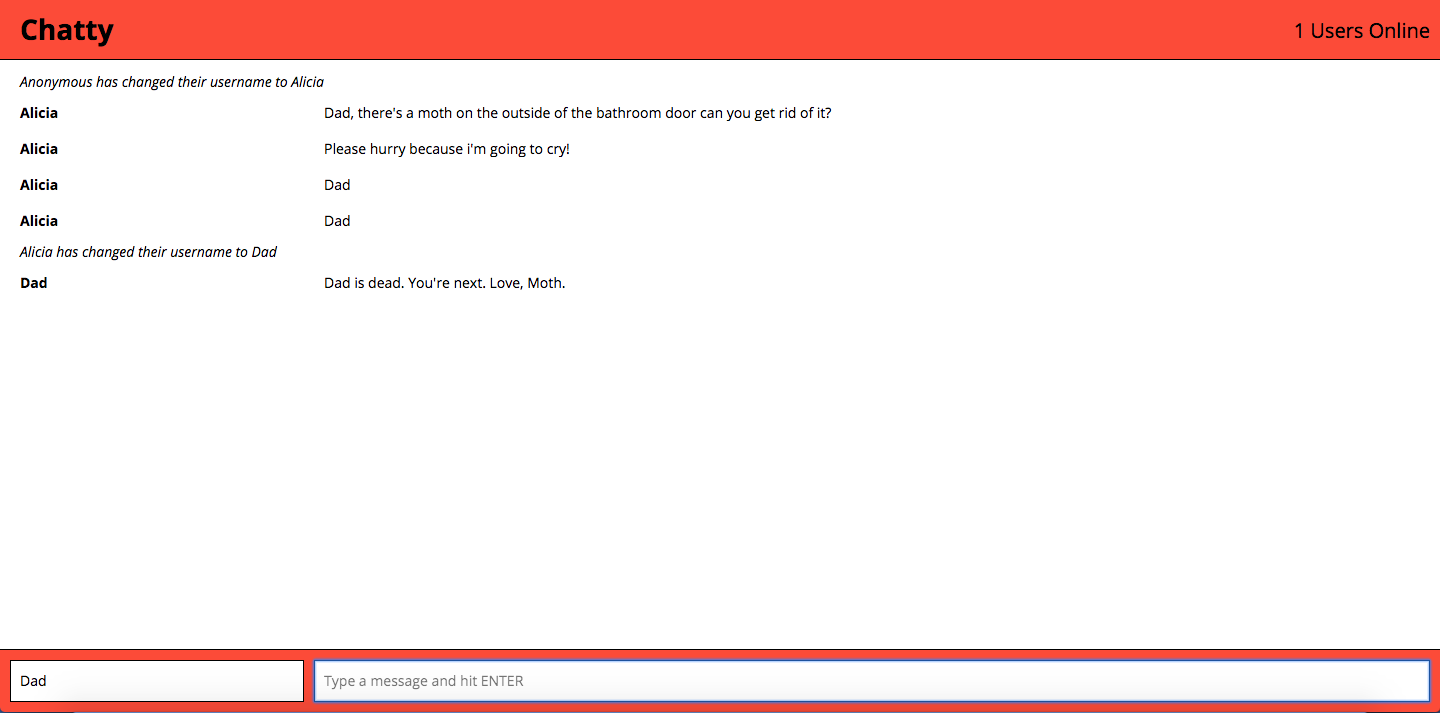 Chatty
1 Users Online
Anonymous has changed their username to Alicia
Alicia Dad, there's a moth on the outside of the bathroom door can you get rid of it?
Alicia Please hurry because i'm going to cry!
Alicia Dad
Alicia Dad
Alicia has changed their username to Dad
Dad Dad is dead. You're next. Love, Moth.
Dad
Type a message and hit ENTER